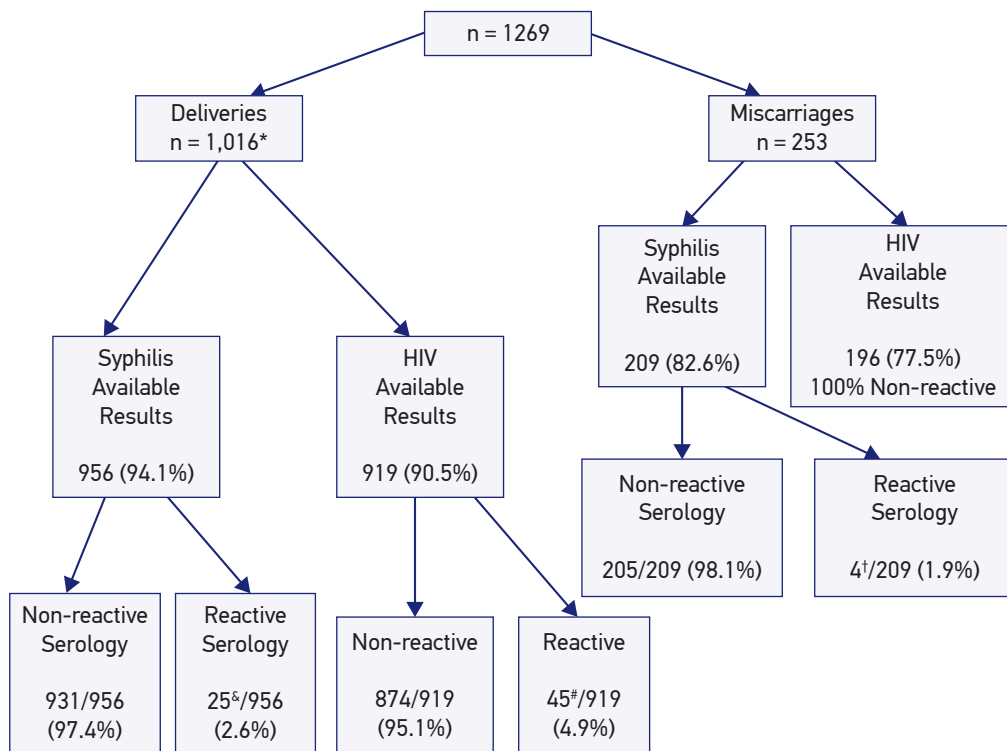 n = 1269
Deliveries
n = 1,016*
Miscarriages
n = 253
Syphilis
Available
Results
956 (94.1%)
HIV
Available
Results
919 (90.5%)
Syphilis
Available
Results
209 (82.6%)
HIV
Available
Results
196 (77.5%)
100% Non-reactive
Non-reactive
Serology
931/956
(97.4%)
Reactive
Serology
25&/956
(2.6%)
Non-reactive
874/919
(95.1%)
Reactive
45#/919
(4.9%)
Non-reactive
Serology
205/209 (98.1%)
Reactive
Serology
4†/209 (1.9%)